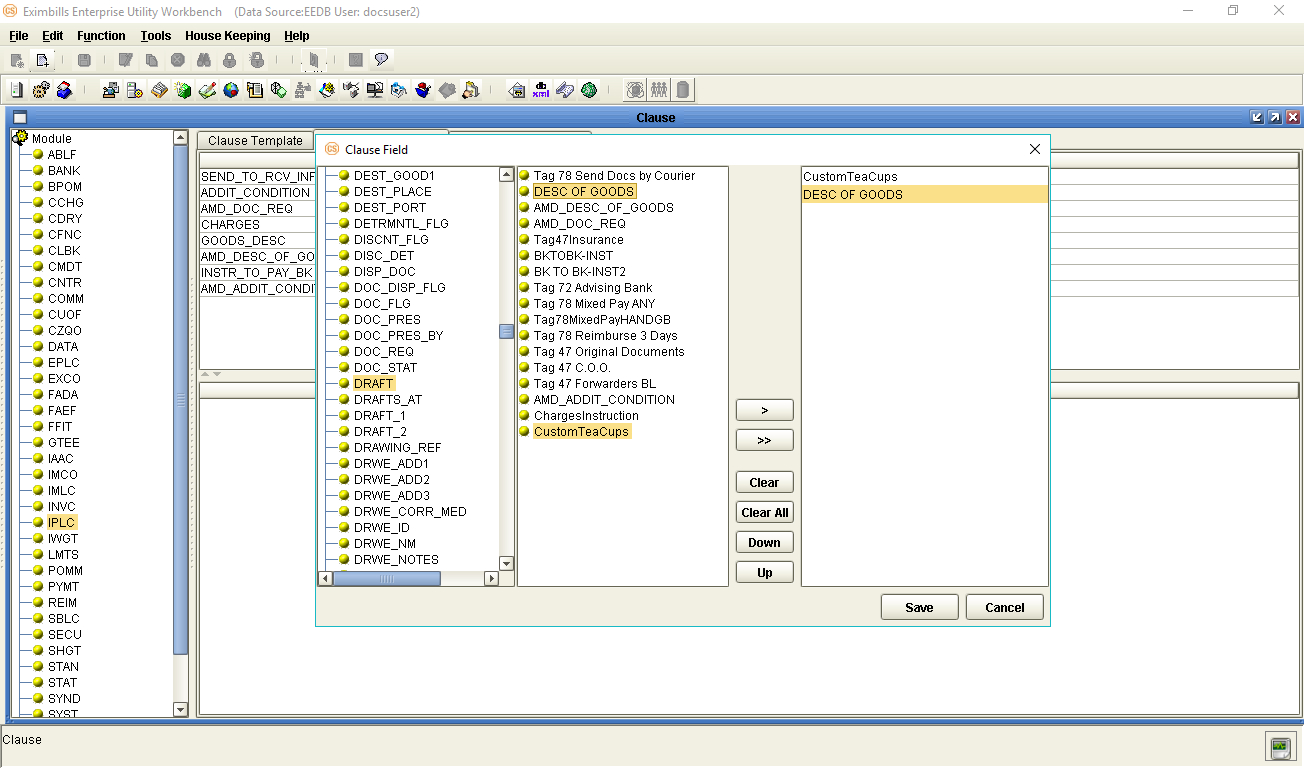 CS Eximbills Enterprise Utility Workbench (Data Source:EEDB User: docsuser2)
File Edit Function Tools House Keeping Help
db
xml
Clause
Module
ABLF
BANK
BPOM
CCHG
CDRY
CFNC
CLBK
CMDT
CNTR
COMM
CUOF
CZQO
DATA
EPLC
EXCO
FADA
FAEF
FFIT
GTEE
IAAC
IMCO
IMLC
INVC
IPLC
IWGT
LMTS
POMM
PYMT
REIM
SBLC
SECU
SHGT
STAN
STAT
SYND
SYST
Clause Template
SEND_TO_RCV_INF
ADDIT_CONDITION
AMD_DOC_REQ
CHARGES
GOODS_DESC
AMD_DESC_OF_GO
INSTR_TO_PAY_BK
AMD_ADDIT_CONDI
CS Clause Field
DEST_GOOD1
DEST_PLACE
DEST_PORT
DETRMNTL_FLG
DISCNT_FLG
DISC_DET
DISP_DOC
DOC_DISP_FLG
DOC_FLG
DOC_PRES
DOC_PRES_BY
DOC_REQ
DOC_STAT
DRAFT
DRAFTS_AT
DRAFT_1
DRAFT_2
DRAWING_REF
DRWE_ADD1
DRWE_ADD2
DRWE_ADD3
DRWE_CORR_MED
DRWE_ID
DRWE_NM
DRWE_NOTES
Tag 78 Send Docs by Courier
DESC OF GOODS
AMD_DESC_OF_GOODS
AMD_DOC_REQ
Tag47Insurance
BKTOBK-INST
BK TO BK-INST2
Tag 72 Advising Bank
Tag 78 Mixed Pay ANY
Tag78MixedPayHANDGB
Tag 78 Reimburse 3 Days
Tag 47 Original Documents
Tag 47 C.O.O.
Tag 47 Forwarders BL
AMD_ADDIT_CONDITION
ChargesInstruction
CustomTeaCups
>
>>
Clear
Clear All
Down
Up
CustomTeaCups
DESC OF GOODS
Save Cancel
Clause